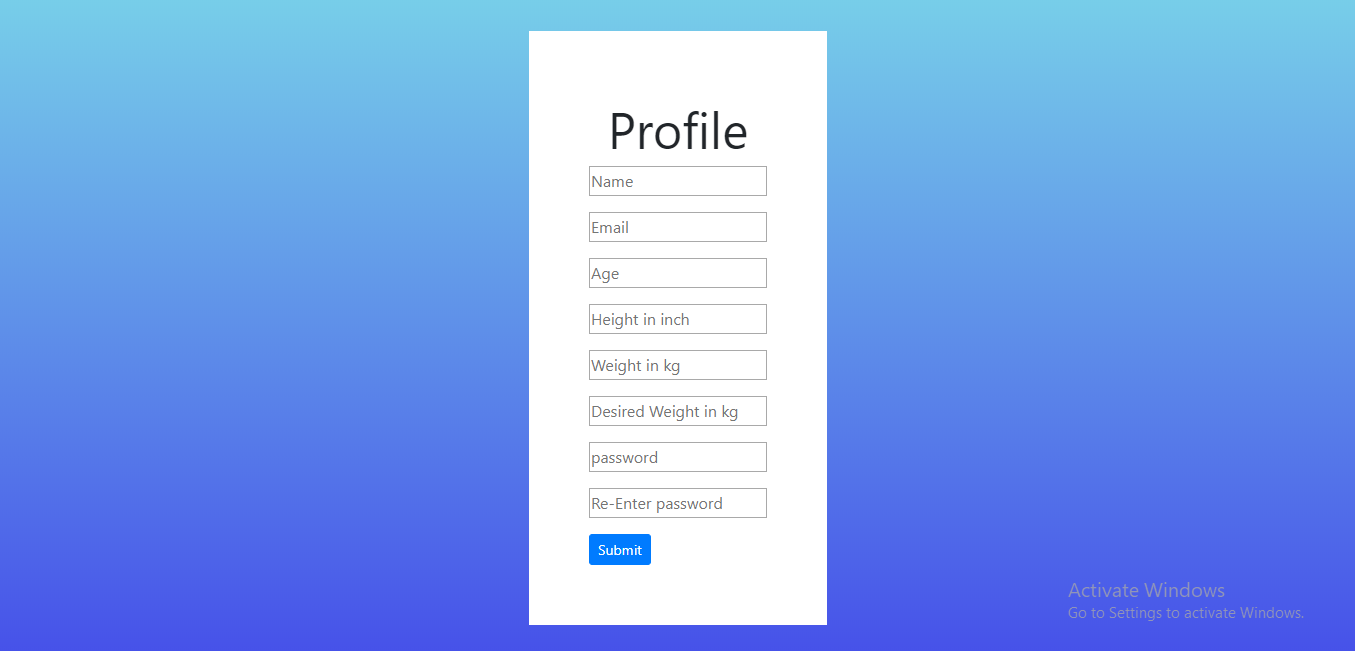 Profile
Name
Email
Age
Height in inch
Weight in kg
Desired Weight in kg
password
Re-Enter password
Submit
Activate Windows
Go to Settings to activate Windows.